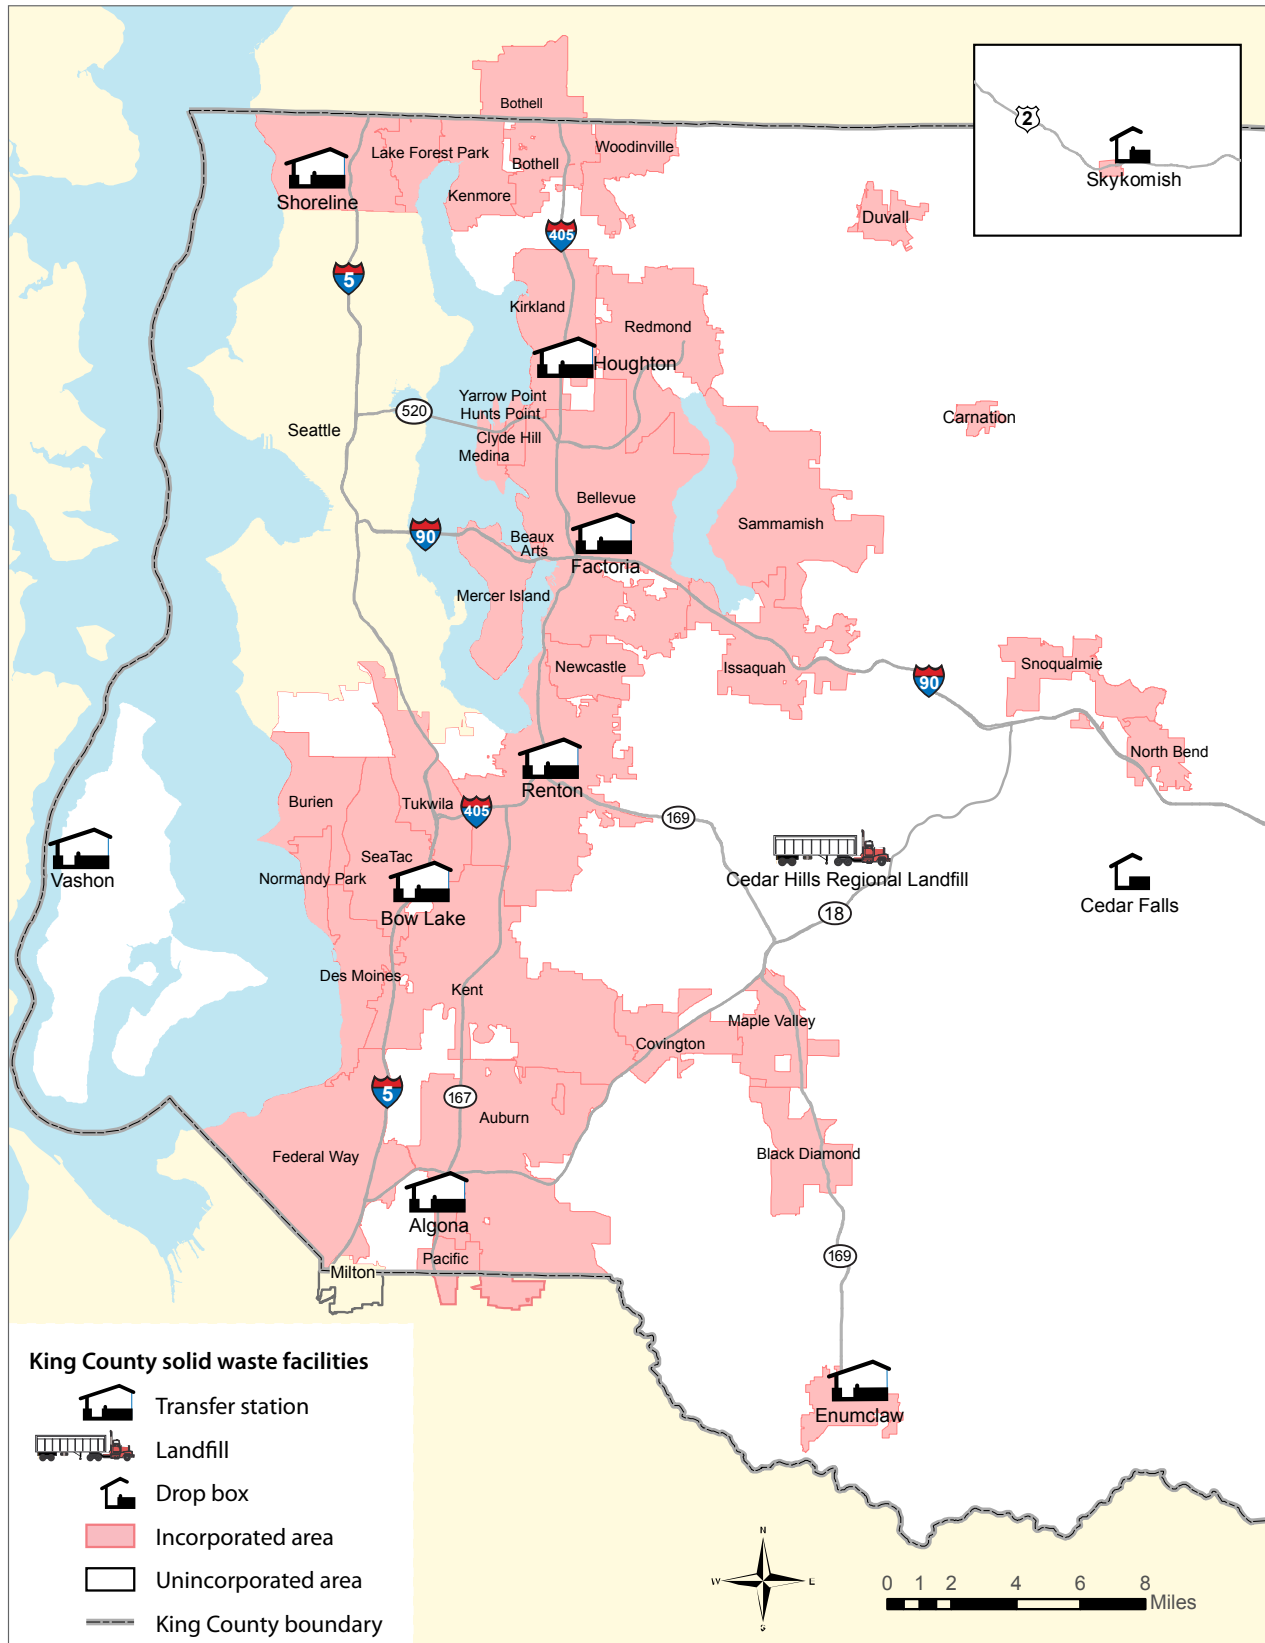 Bothell
2
Skykomish
Lake Forest Park
Bothell
Woodinville
Shoreline
Kenmore
Duvall
405
5
Kirkland
Redmond
Houghton
Yarrow Point
Hunts Point
520
Carnation
Seattle
Clyde Hill
Medina
Bellevue
Sammamish
90
Beaux
Arts
Factoria
Mercer Island
Newcastle
Issaquah
Snoqualmie
90
North Bend
Renton
Burien
Tukwila
405
169
SeaTac
Vashon
Normandy Park
Cedar Hills Regional Landfill
Bow Lake
Cedar Falls
18
Des Moines
Kent
Maple Valley
Covington
5
167
Auburn
Federal Way
Black Diamond
Algona
Pacific
169
Milton
Enumclaw
King County solid waste facilities
Transfer station
Landfill
Drop box
Incorporated area
Unincorporated area
King County boundary
N
W
E
S
0 1 2 4 6 8
Miles